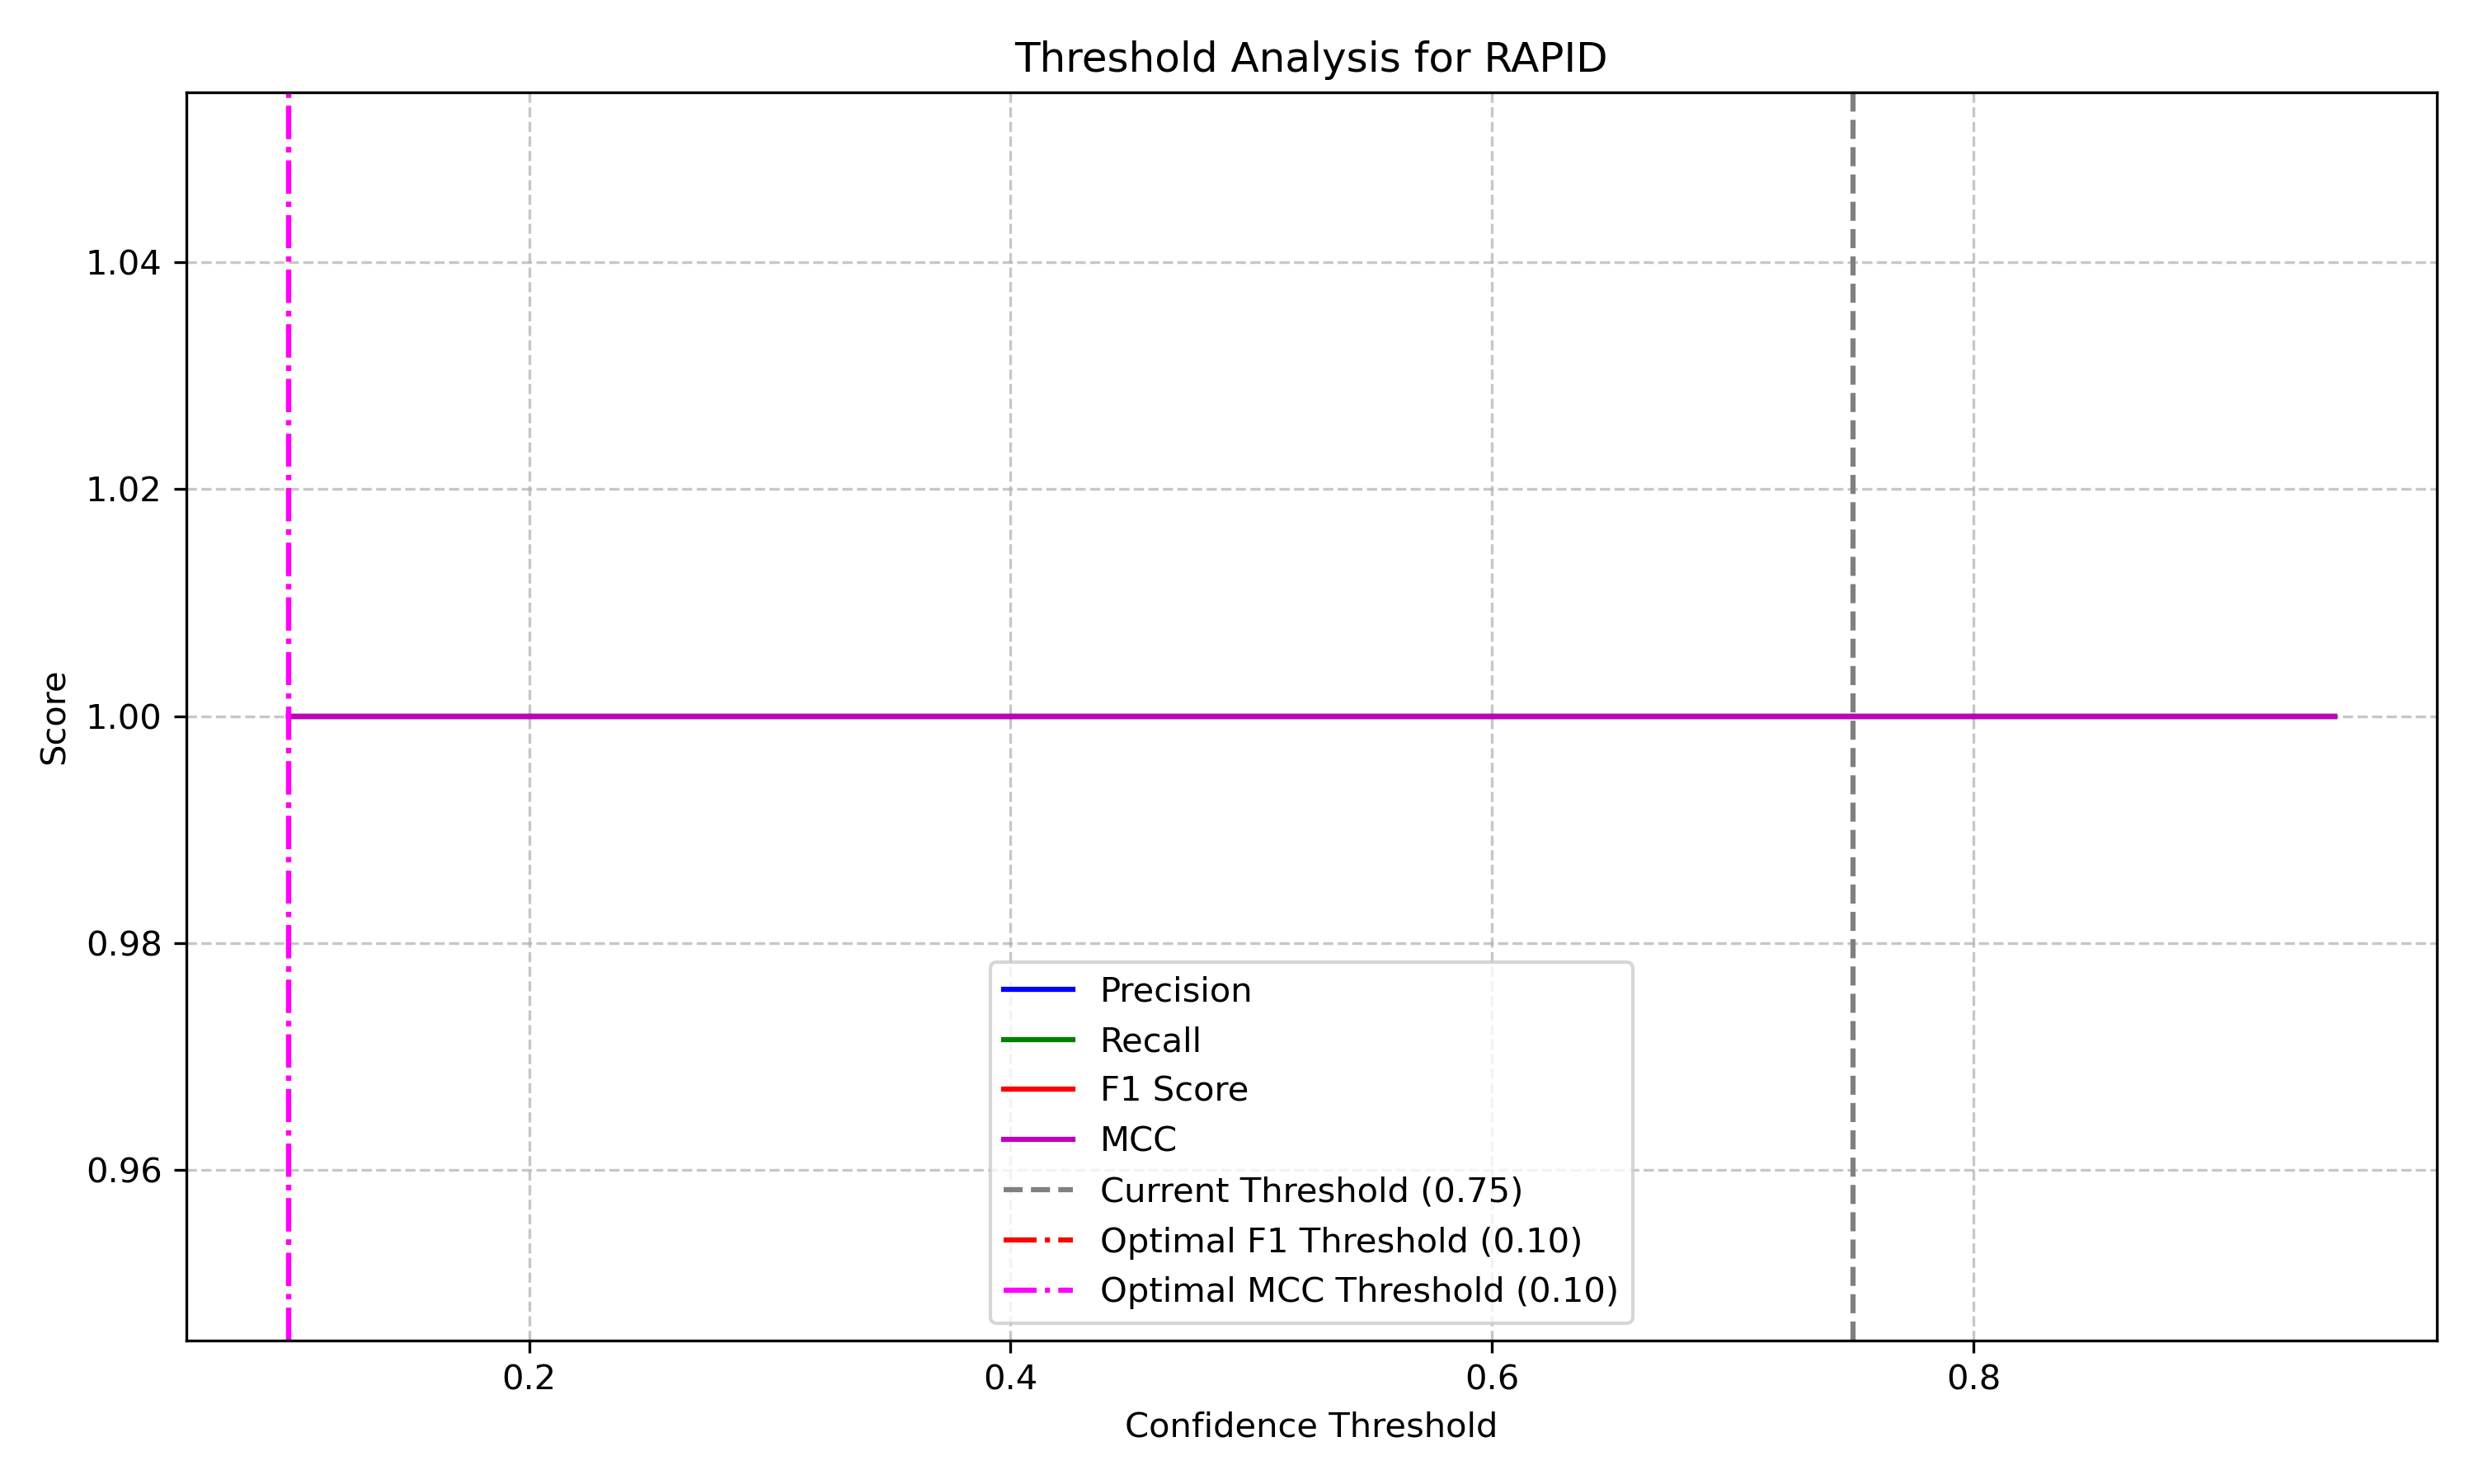 Threshold Analysis for RAPID
1.04
1.02
1.00
0.98
0.96
Score
Precision
Recall
F1 Score
MCC
Current Threshold (0.75)
Optimal F1 Threshold (0.10)
Optimal MCC Threshold (0.10)
0.2 0.4 0.6 0.8
Confidence Threshold